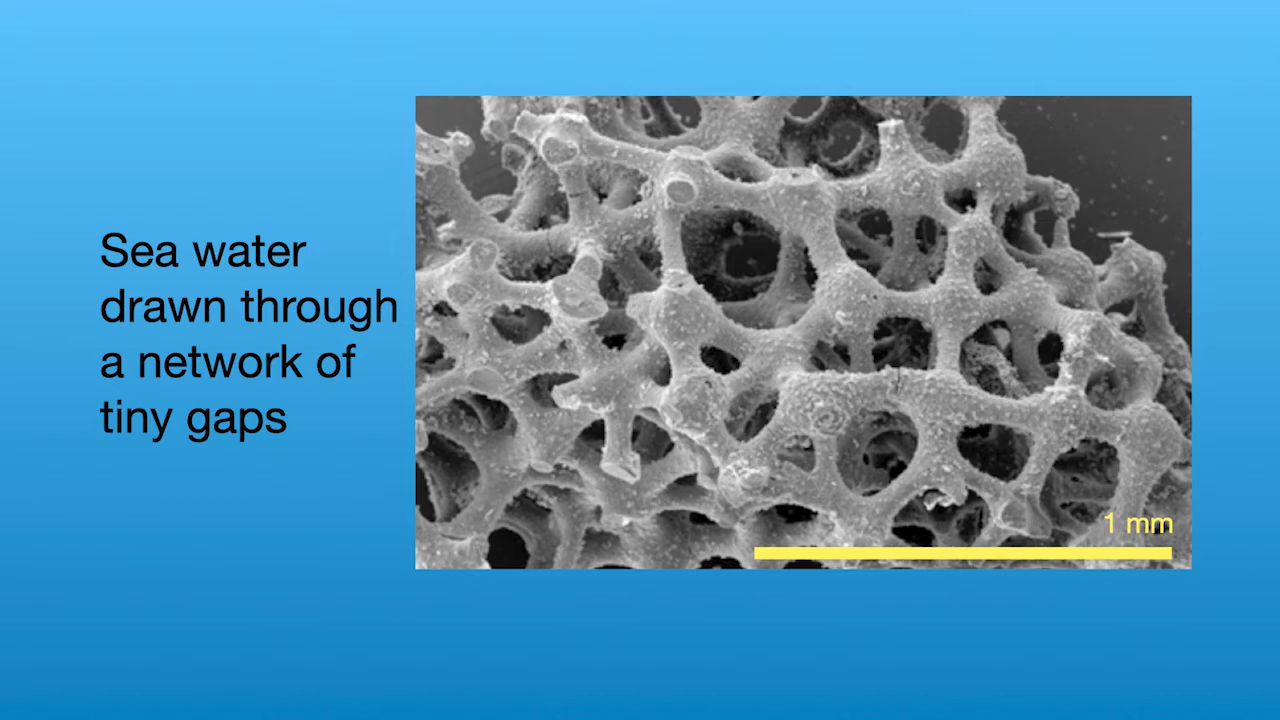 Sea water
drawn through
a network of
tiny gaps
1 mm